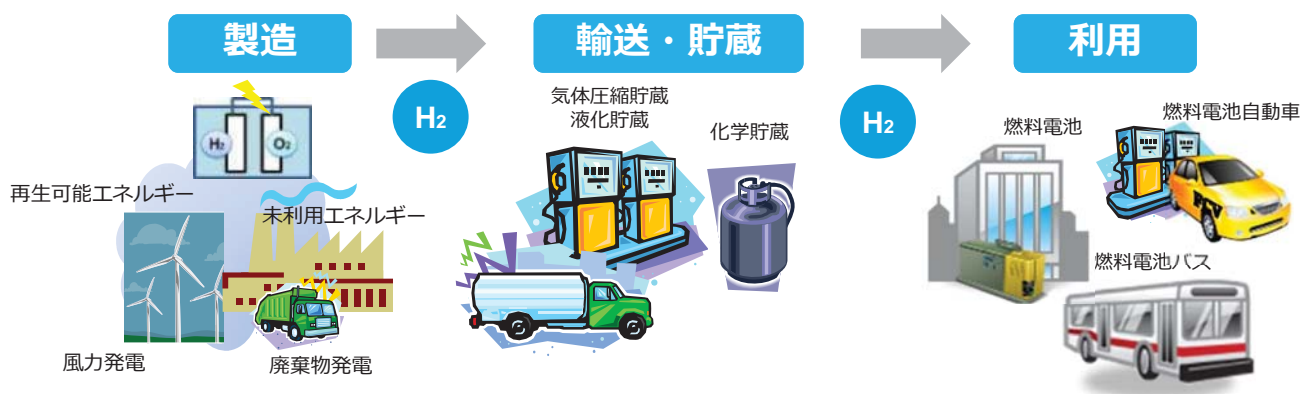 製造
輸送・貯蔵
利用
H₂
O₂
再生可能エネルギー
未利用エネルギー
風力発電
廃棄物発電
H₂
気体圧縮貯蔵
液化貯蔵
化学貯蔵
H₂
燃料電池
燃料電池自動車
FCV
燃料電池バス